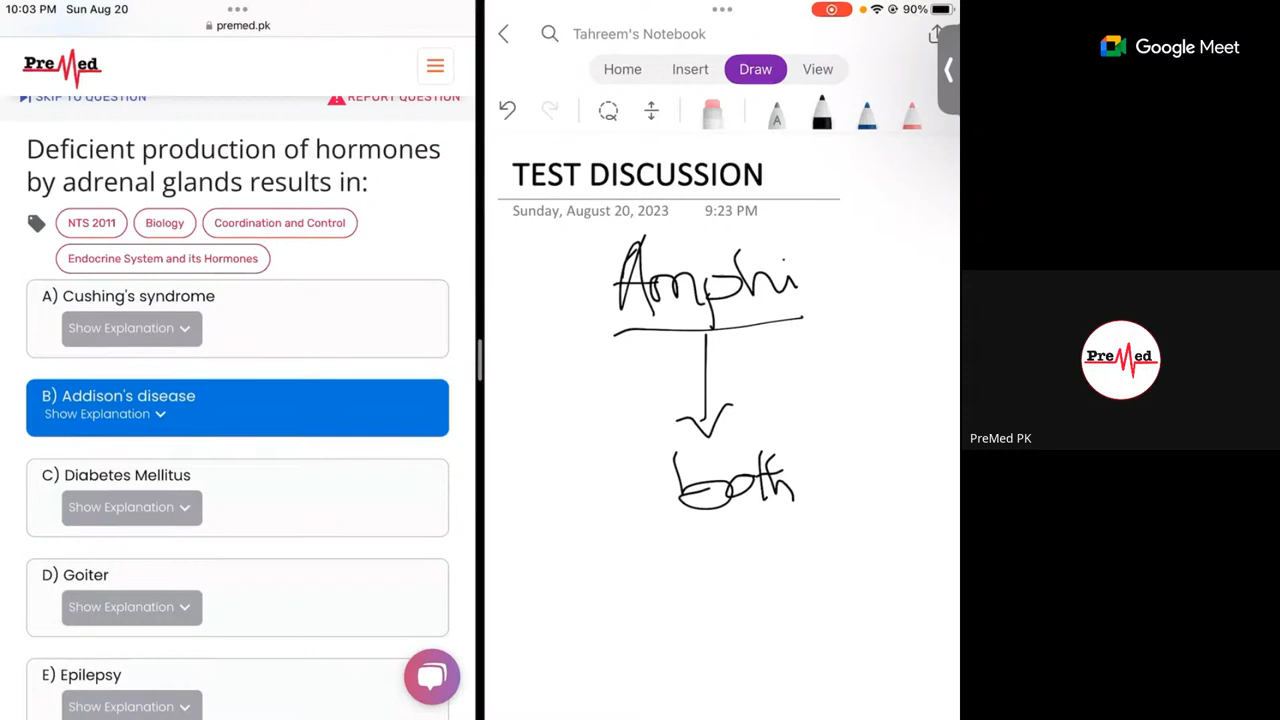 10:03 PM Sun Aug 20
premed.pk
PreMed
SKIP TO QUESTION
REPORT QUESTION
Deficient production of hormones
by adrenal glands results in:
NTS 2011
Biology
Coordination and Control
Endocrine System and its Hormones
A) Cushing's syndrome
Show Explanation
B) Addison's disease
Show Explanation
C) Diabetes Mellitus
Show Explanation
D) Goiter
Show Explanation
E) Epilepsy
Show Explanation
90%
Tahreem's Notebook
Home Insert Draw View
A
TEST DISCUSSION
Sunday, August 20, 2023 9:23 PM
Amphi
both
Google Meet
PreMed
PreMed PK